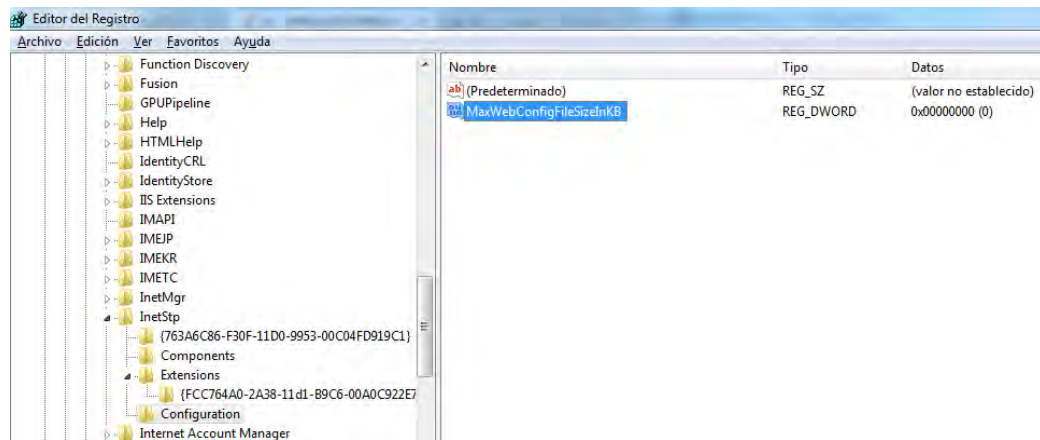 Editor del Registro
Archivo Edición Ver Favoritos Ayuda
Function Discovery
Fusion
GPUPipeline
Help
HTMLHelp
IdentityCRL
IdentityStore
IIS Extensions
IMAPI
IMEJP
IMEKR
IMETC
InetMgr
InetStp
{763A6C86-F30F-11D0-9953-00C04FD919C1}
Components
Extensions
{FCC764A0-2A38-11d1-B9C6-00A0C922E7
Configuration
Internet Account Manager
Nombre Tipo Datos
(Predeterminado) REG_SZ (valor no establecido)
MaxWebConfigFileSizeInKB REG_DWORD 0x00000000 (0)